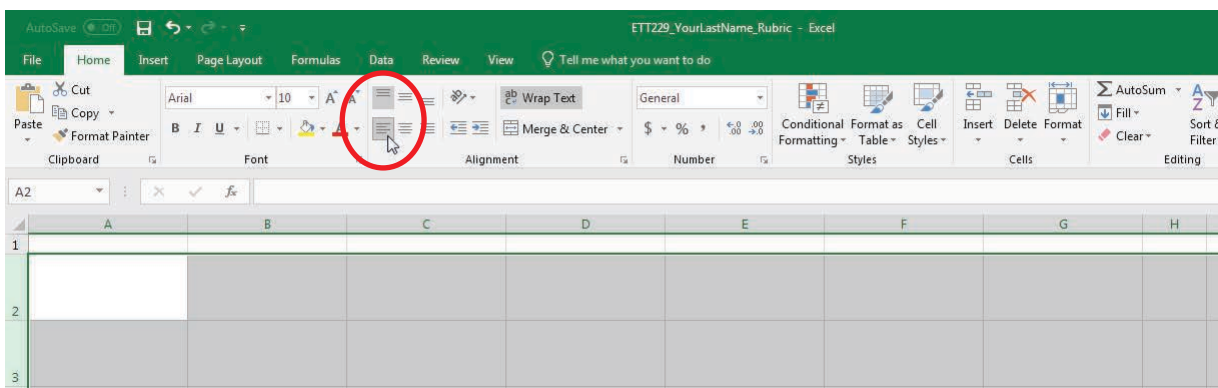 AutoSave Off ETT229_YourLastName_Rubric - Excel
File Home Insert Page Layout Formulas Data Review View Tell me what you want to do
Cut
Copy
Paste
Format Painter
Clipboard
Arial 10 A A
B I U A
Font
ab Wrap Text
Merge & Center
Alignment
General
$ % , .00 .00
Number
Conditional Formatting
Format as Table
Cell Styles
Styles
Insert Delete Format
Cells
AutoSum
Fill
Clear
A Z
Sort &
Filter
Editing
A2 fx
A B C D E F G H
1
2
3